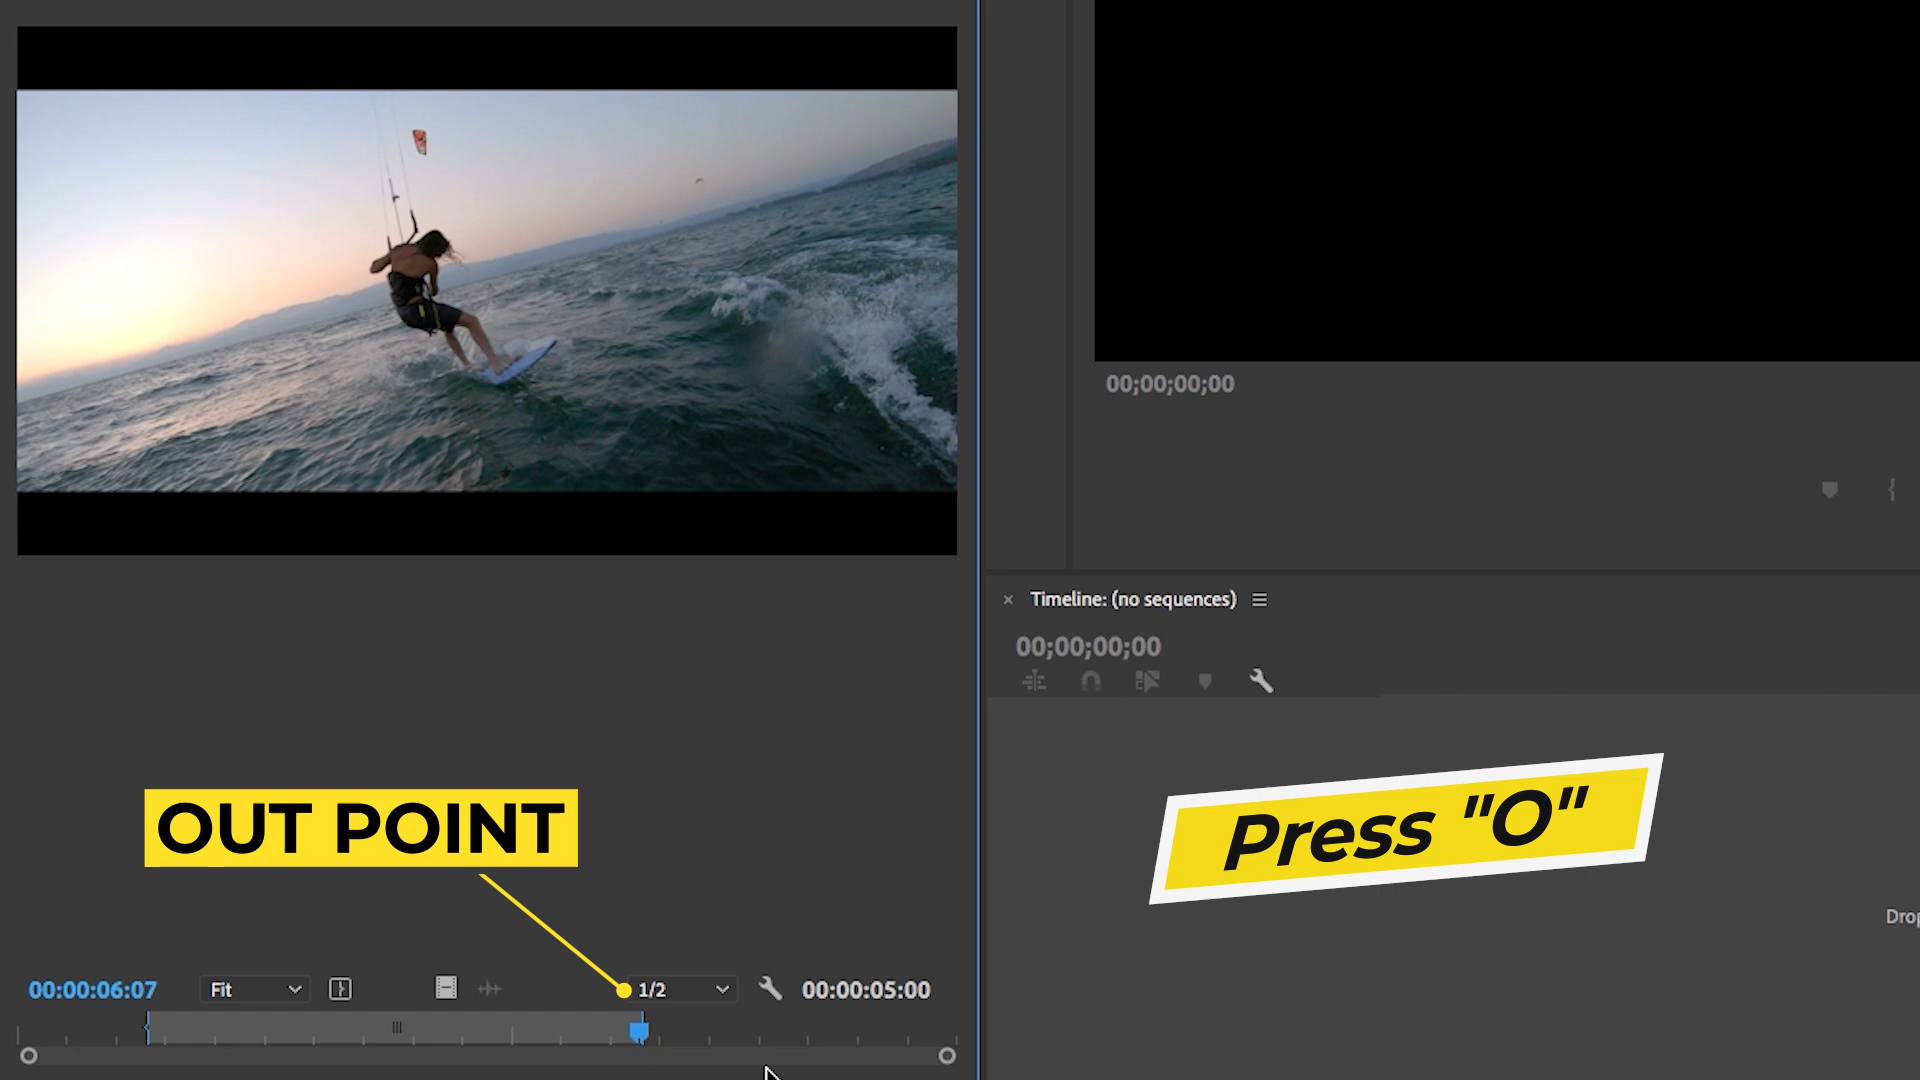 00;00;00;00
Timeline: (no sequences)
00;00;00;00
OUT POINT
Press "O"
Drop
00:00:06:07
Fit
1/2
00:00:05:00